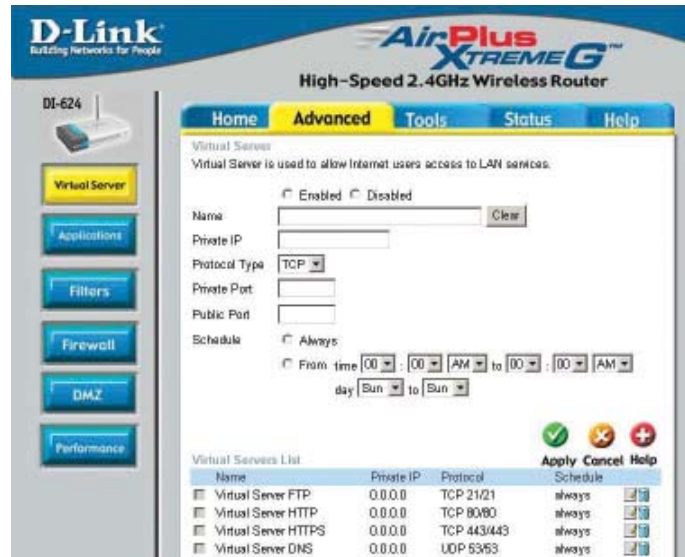 D-Link
Building Networks for People
AirPlus
XTREME G™
High-Speed 2.4GHz Wireless Router
DI-624
Home Advanced Tools Status Help
Virtual Server
Virtual Server is used to allow Internet users access to LAN services.
Enabled Disabled
Name Clear
Private IP
Protocol Type TCP
Private Port
Public Port
Schedule Always
From time 00 : 00 AM to 00 : 00 AM
day Sun to Sun
Apply Cancel Help
Virtual Servers List
Name Private IP Protocol Schedule
Virtual Server FTP 0.0.0.0 TCP 21/21 always
Virtual Server HTTP 0.0.0.0 TCP 80/80 always
Virtual Server HTTPS 0.0.0.0 TCP 443/443 always
Virtual Server DNS 0.0.0.0 UDP 53/53 always
Virtual Server
Applications
Filters
Firewall
DMZ
Performance